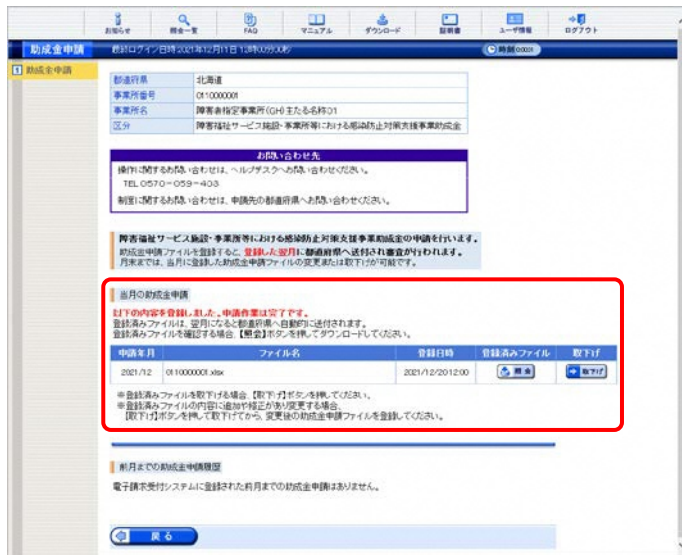 お知らせ 照会一覧 FAQ マニュアル ダウンロード 証明書 ユーザ情報 ログアウト
助成金申請 最終ログイン日時:2021年12月11日 12時00分00秒 時刻00:01
1 助成金申請
都道府県 北海道
事業所番号 0110000001
事業所名 障害者指定事業所(GH)主たる名称01
区分 障害福祉サービス施設・事業所等における感染防止対策支援事業助成金
お問い合わせ先
操作に関するお問い合わせは、ヘルプデスクへお問い合わせください。
TEL 0570-059-403
制度に関するお問い合わせは、申請先の都道府県へお問い合わせください。
障害福祉サービス施設・事業所等における感染防止対策支援事業助成金の申請を行います。
助成金申請ファイルを登録すると、登録した翌月に都道府県へ送付され審査が行われます。
月末までは、当月に登録した助成金申請ファイルの変更または取下げが可能です。
当月の助成金申請
以下の内容を登録しました。申請作業は完了です。
登録済みファイルは、翌月になると都道府県へ自動的に送付されます。
登録済みファイルを確認する場合、【照会】ボタンを押してダウンロードしてください。
申請年月 ファイル名 登録日時 登録済みファイル 取下げ
2021/12 0110000001.xlsx 2021/12/2012:00 照会 取下げ
※登録済みファイルを取下げる場合、【取下げ】ボタンを押してください。
※登録済みファイルの内容に追加や修正があり変更する場合、
【取下げ】ボタンを押して取下げてから、変更後の助成金申請ファイルを登録してください。
前月までの助成金申請履歴
電子請求受付システムに登録された前月までの助成金申請はありません。
戻る